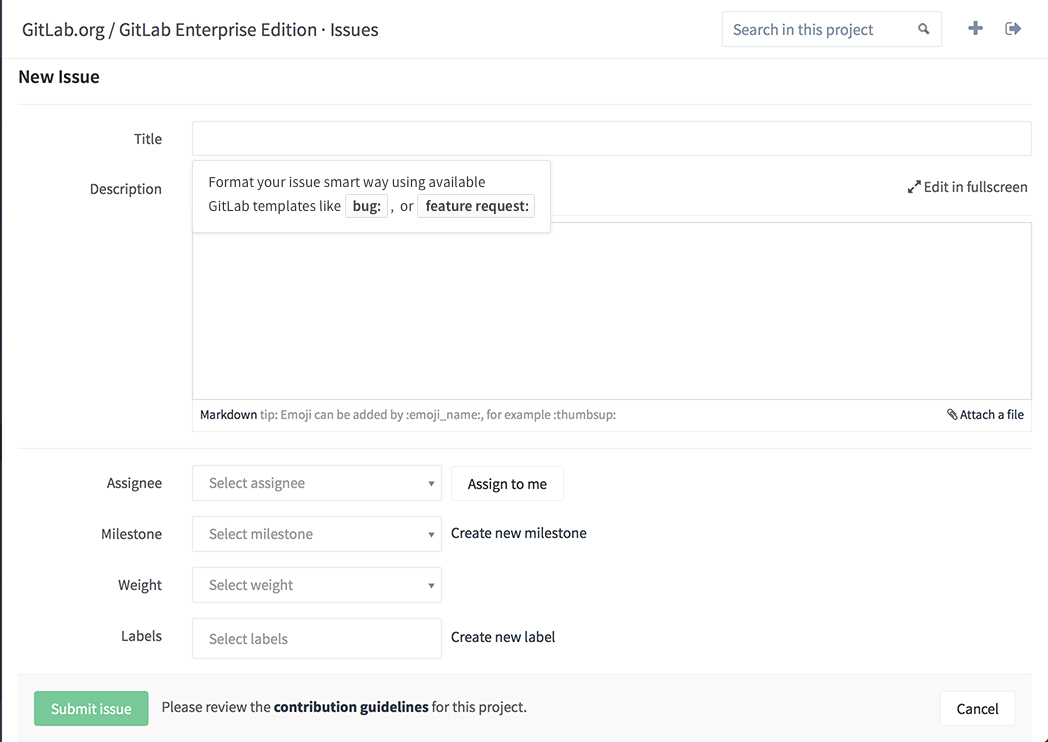 GitLab.org / GitLab Enterprise Edition · Issues
Search in this project
New Issue
Title
Description
Format your issue smart way using available
GitLab templates like bug: , or feature request:
Edit in fullscreen
Markdown tip: Emoji can be added by :emoji_name:, for example :thumbsup:
Attach a file
Assignee
Select assignee
Assign to me
Milestone
Select milestone
Create new milestone
Weight
Select weight
Labels
Select labels
Create new label
Submit issue
Please review the contribution guidelines for this project.
Cancel